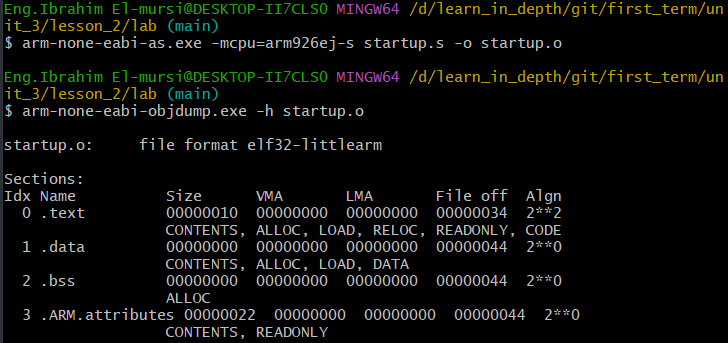 Eng.Ibrahim El-mursi@DESKTOP-II7CLSO MINGW64 /d/learn_in_depth/git/first_term/un
it_3/lesson_2/lab (main)
$ arm-none-eabi-as.exe -mcpu=arm926ej-s startup.s -o startup.o
Eng.Ibrahim El-mursi@DESKTOP-II7CLSO MINGW64 /d/learn_in_depth/git/first_term/un
it_3/lesson_2/lab (main)
$ arm-none-eabi-objdump.exe -h startup.o
startup.o:     file format elf32-littlearm
Sections:
Idx Name          Size      VMA       LMA       File off  Algn
  0 .text         00000010  00000000  00000000  00000034  2**2
                  CONTENTS, ALLOC, LOAD, RELOC, READONLY, CODE
  1 .data         00000000  00000000  00000000  00000044  2**0
                  CONTENTS, ALLOC, LOAD, DATA
  2 .bss          00000000  00000000  00000000  00000044  2**0
                  ALLOC
  3 .ARM.attributes 00000022  00000000  00000000  00000044  2**0
                  CONTENTS, READONLY